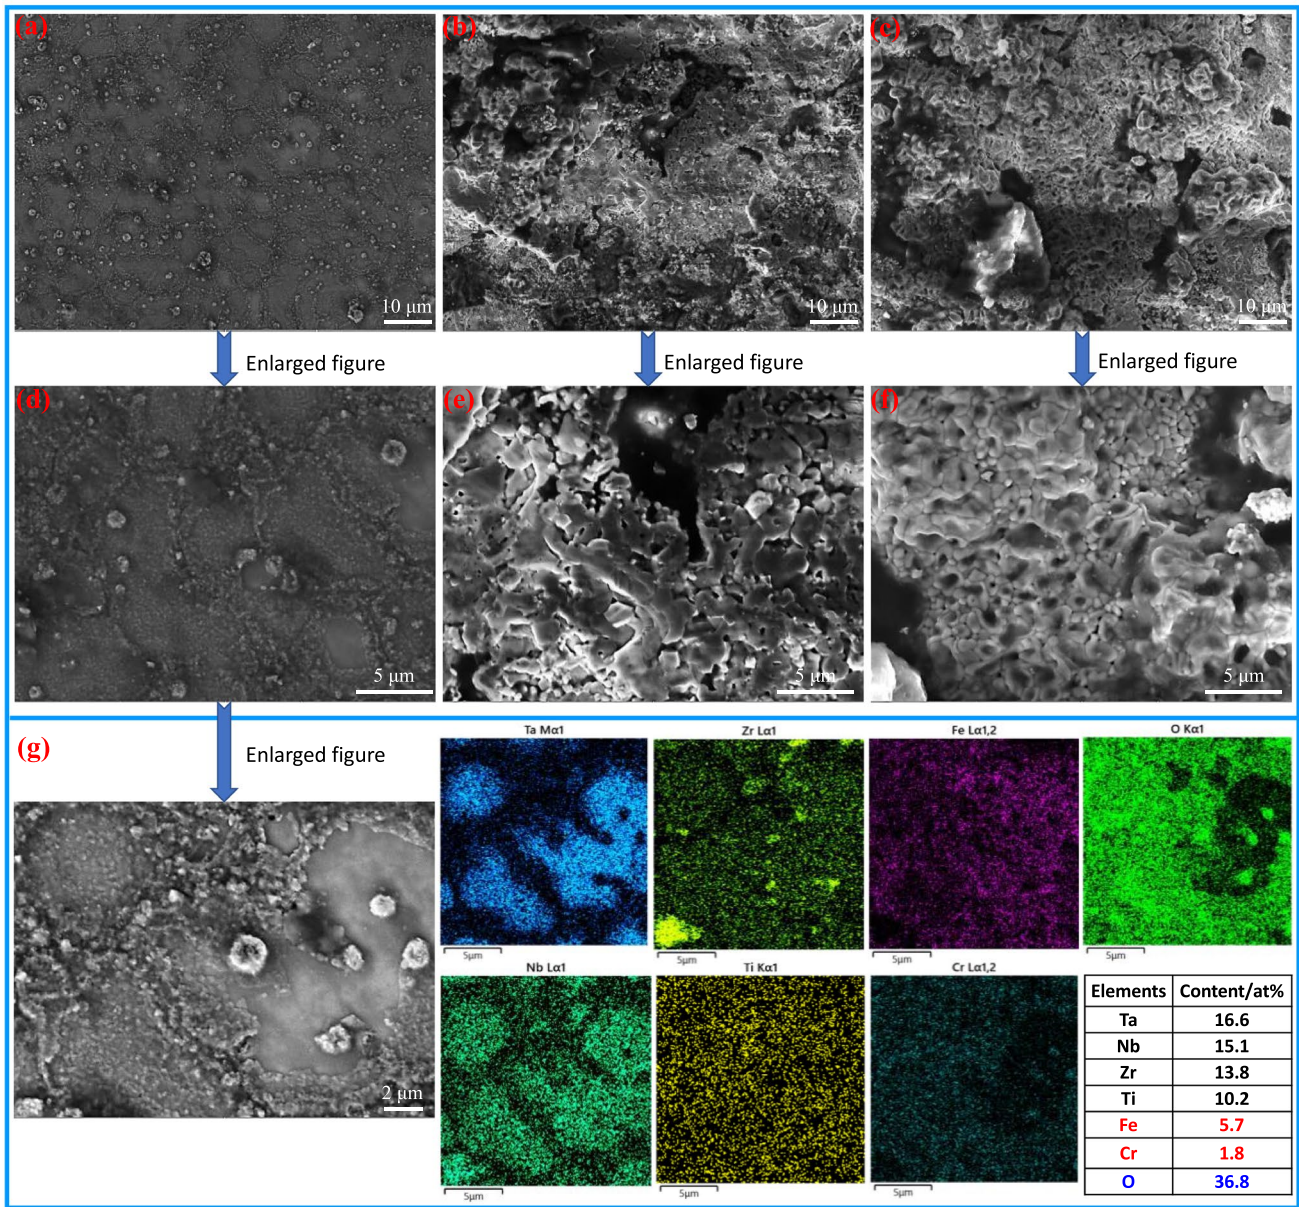 (a)
(b)
(c)
10 μm
10 μm
10 μm
Enlarged figure
Enlarged figure
Enlarged figure
(d)
(e)
(f)
5 μm
5 μm
5 μm
(g)
Enlarged figure
2 μm
Ta Mα1
Zr Lα1
Fe Lα1,2
O Kα1
5μm
5μm
5μm
5μm
Nb Lα1
Ti Kα1
Cr Lα1,2
5μm
5μm
5μm
Elements Content/at%
Ta 16.6
Nb 15.1
Zr 13.8
Ti 10.2
Fe 5.7
Cr 1.8
O 36.8